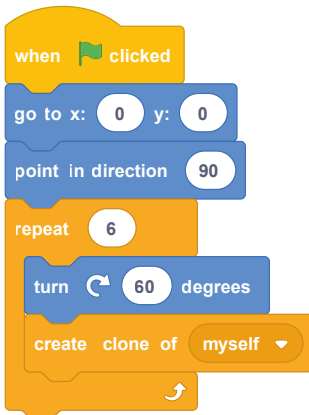 when clicked
go to x: 0 y: 0
point in direction 90
repeat 6
turn 60 degrees
create clone of myself